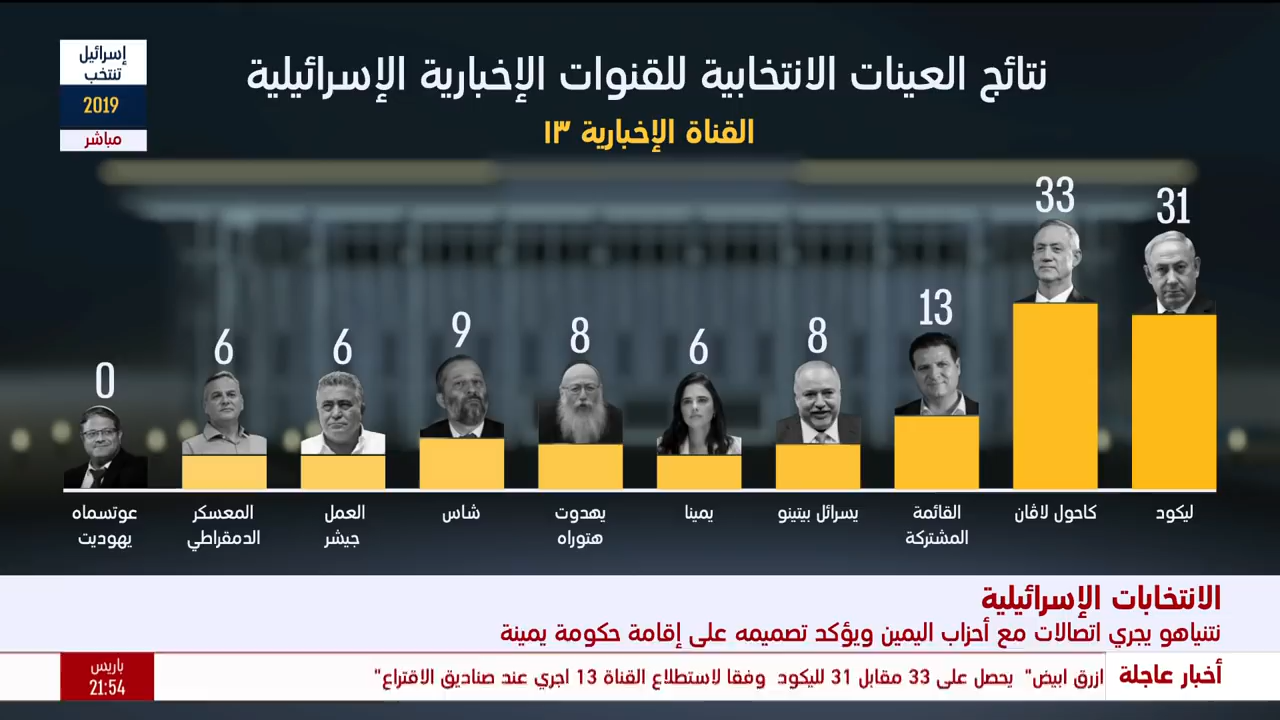 نتائج العينات الانتخابية للقنوات الإخبارية الإسرائيلية
القناة الإخبارية ١٣
إسرائيل
تنتخب
2019
مباشر
31
33
13
8
6
8
9
6
6
0
ليكود
كاحول لاڤان
القائمة
المشتركة
يسرائل بيتينو
يمينا
يهدوت
هتوراه
شاس
العمل
جيشر
المعسكر
الدمقراطي
عوتسماه
يهوديت
الانتخابات الإسرائيلية
نتنياهو يجري اتصالات مع أحزاب اليمين ويؤكد تصميمه على إقامة حكومة يمينة
أخبار عاجلة
ازرق ابيض" يحصل على 33 مقابل 31 لليكود وفقا لاستطلاع القناة 13 اجري عند صناديق الاقتراع"
باريس
21:54